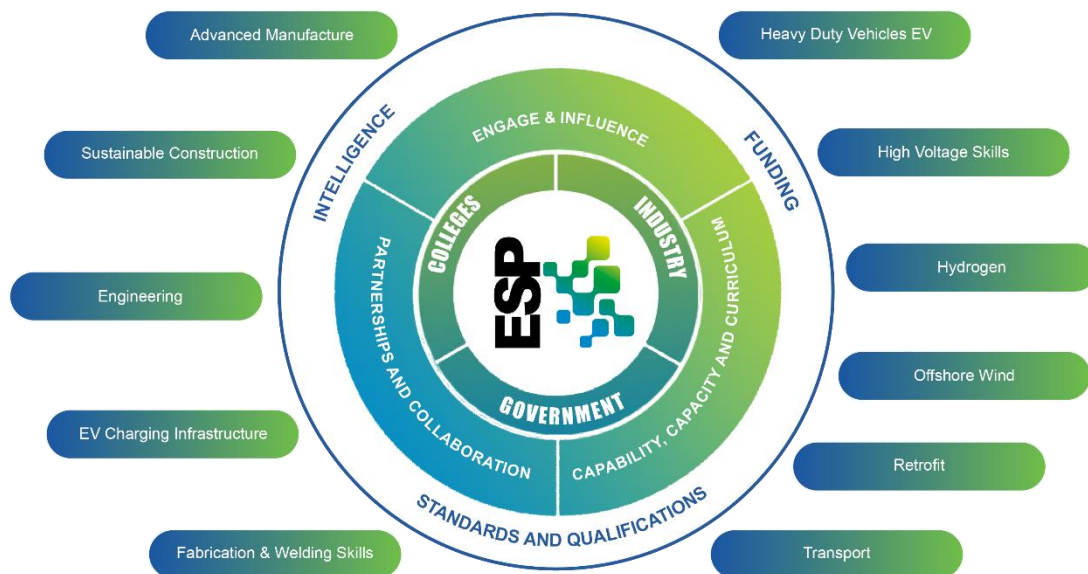 Advanced Manufacture
Heavy Duty Vehicles EV
Sustainable Construction
High Voltage Skills
Engineering
Hydrogen
EV Charging Infrastructure
Offshore Wind
Retrofit
Fabrication & Welding Skills
Transport
INTELLIGENCE
FUNDING
STANDARDS AND QUALIFICATIONS
ENGAGE & INFLUENCE
PARTNERSHIPS AND COLLABORATION
CAPABILITY, CAPACITY AND CURRICULUM
COLLEGES
INDUSTRY
GOVERNMENT
ESP